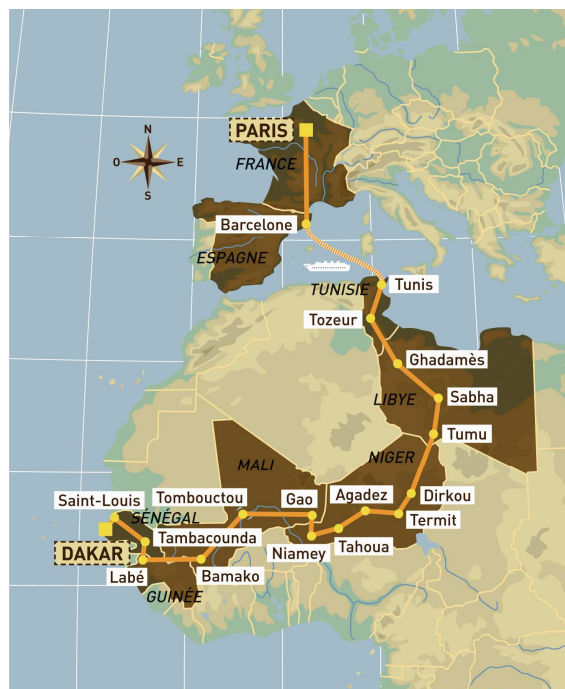 PARIS
FRANCE
N
O
E
S
Barcelone
ESPAGNE
TUNISIE
Tunis
Tozeur
Ghadamès
LIBYE
Sabha
Tumu
MALI
NIGER
Saint-Louis
Tombouctou
Gao
Agadez
Dirkou
SÉNÉGAL
Termit
Tambacounda
DAKAR
Niamey
Tahoua
Labé
Bamako
GUINÉE